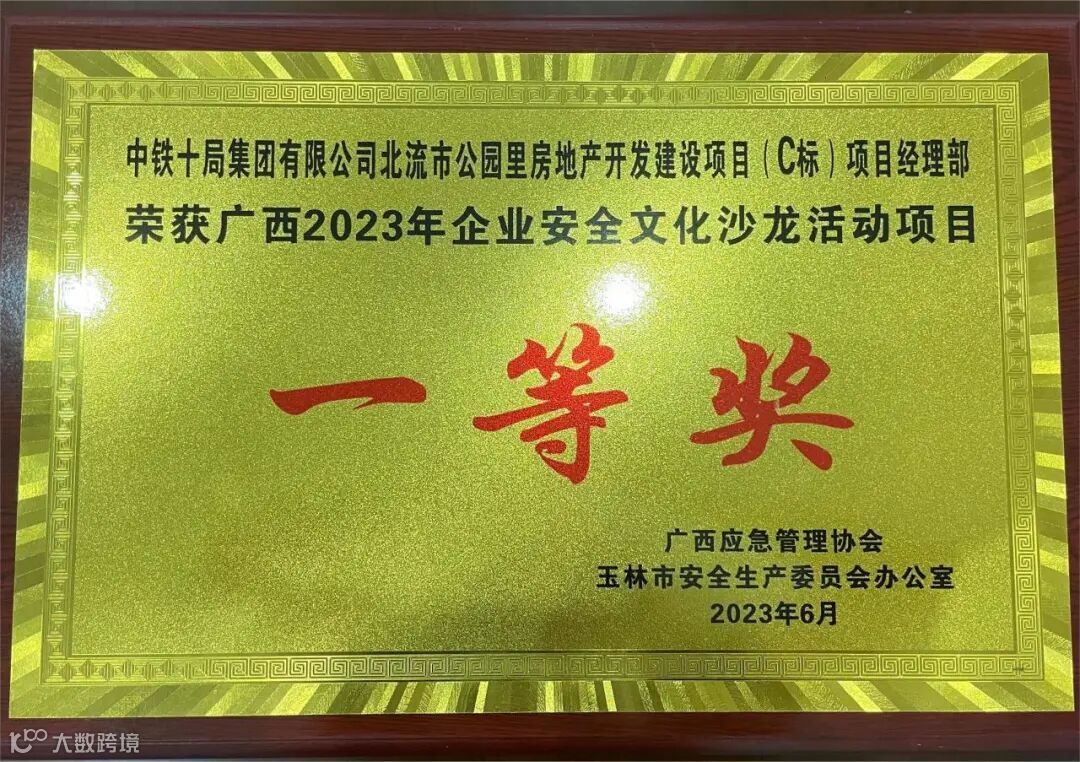 中铁十局集团有限公司北流市公园里房地产开发建设项目（C标）项目经理部
荣获广西2023年企业安全文化沙龙活动项目
一等奖
广西应急管理协会
玉林市安全生产委员会办公室
2023年6月
大数跨境